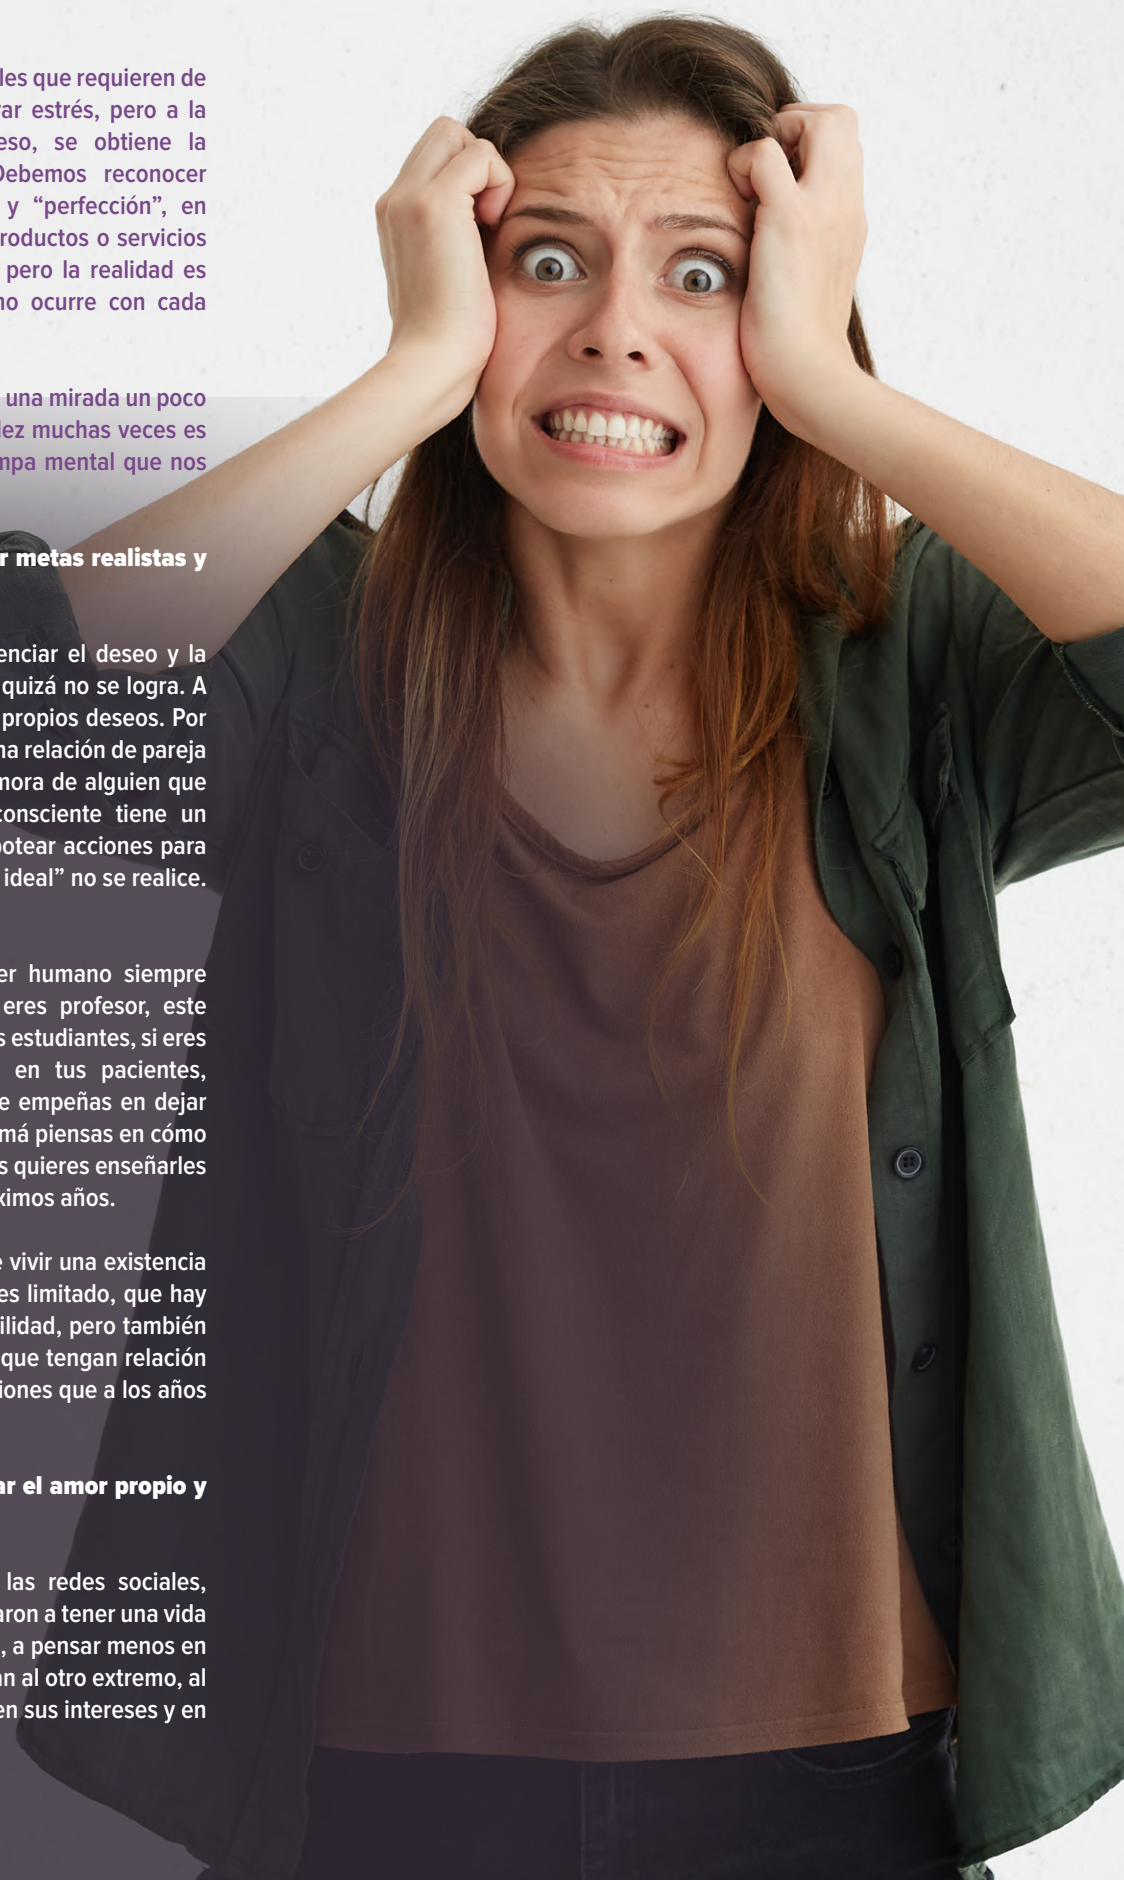 les que requieren de
ar estrés, pero a la
eso, se obtiene la
Debemos reconocer
y “perfección”, en
roductos o servicios
pero la realidad es
no ocurre con cada
una mirada un poco
lez muchas veces es
mpa mental que nos
r metas realistas y
enciar el deseo y la
quizá no se logra. A
propios deseos. Por
na relación de pareja
mora de alguien que
consciente tiene un
potear acciones para
ideal” no se realice.
er humano siempre
eres profesor, este
s estudiantes, si eres
en tus pacientes,
e empeñas en dejar
má piensas en cómo
s quieres enseñarles
ximos años.
e vivir una existencia
es limitado, que hay
ilidad, pero también
que tengan relación
iones que a los años
ar el amor propio y
las redes sociales,
aron a tener una vida
, a pensar menos en
an al otro extremo, al
en sus intereses y en